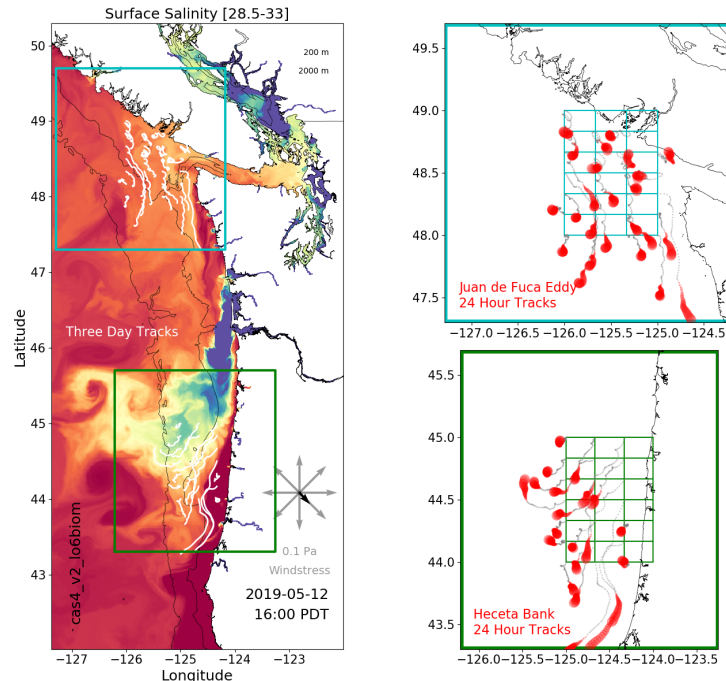 Surface Salinity [28.5-33]
50
49
48
47
46
45
44
43
Latitude
200 m
2000 m
Three Day Tracks
cas4_v2_lo6biom
0.1 Pa
Windstress
2019-05-12
16:00 PDT
−127
−126
−125
−124
−123
Longitude
49.5
49.0
48.5
48.0
47.5
Juan de Fuca Eddy
24 Hour Tracks
−127.0
−126.5
−126.0
−125.5
−125.0
−124.5
45.5
45.0
44.5
44.0
43.5
Heceta Bank
24 Hour Tracks
−126.0
−125.5
−125.0
−124.5
−124.0
−123.5